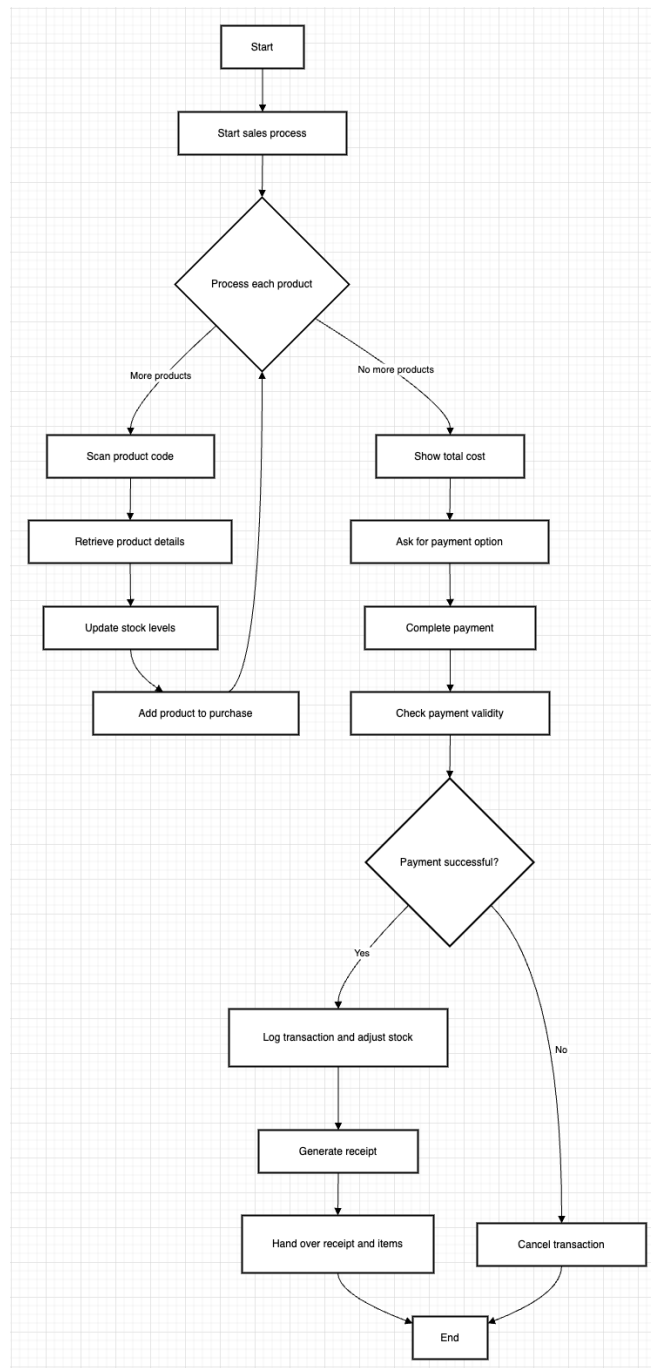 Start
Start sales process
Process each product
More products
No more products
Scan product code
Show total cost
Retrieve product details
Ask for payment option
Update stock levels
Complete payment
Add product to purchase
Check payment validity
Payment successful?
Yes
Log transaction and adjust stock
No
Generate receipt
Hand over receipt and items
Cancel transaction
End